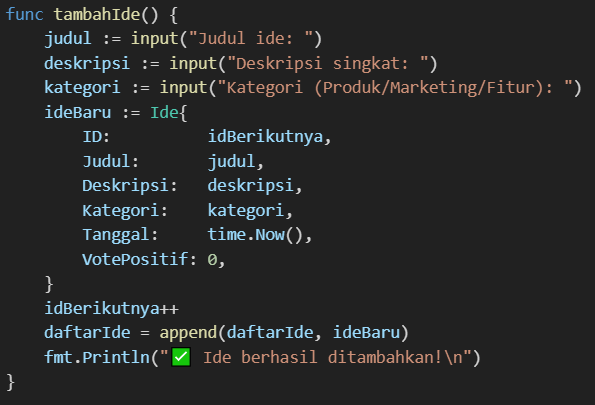 func tambahIde() {
    judul := input("Judul ide: ")
    deskripsi := input("Deskripsi singkat: ")
    kategori := input("Kategori (Produk/Marketing/Fitur): ")
    ideBaru := Ide{
        ID:          idBerikutnya,
        Judul:       judul,
        Deskripsi:   deskripsi,
        Kategori:    kategori,
        Tanggal:     time.Now(),
        VotePositif: 0,
    }
    idBerikutnya++
    daftarIde = append(daftarIde, ideBaru)
    fmt.Println("✅ Ide berhasil ditambahkan!\n")
}